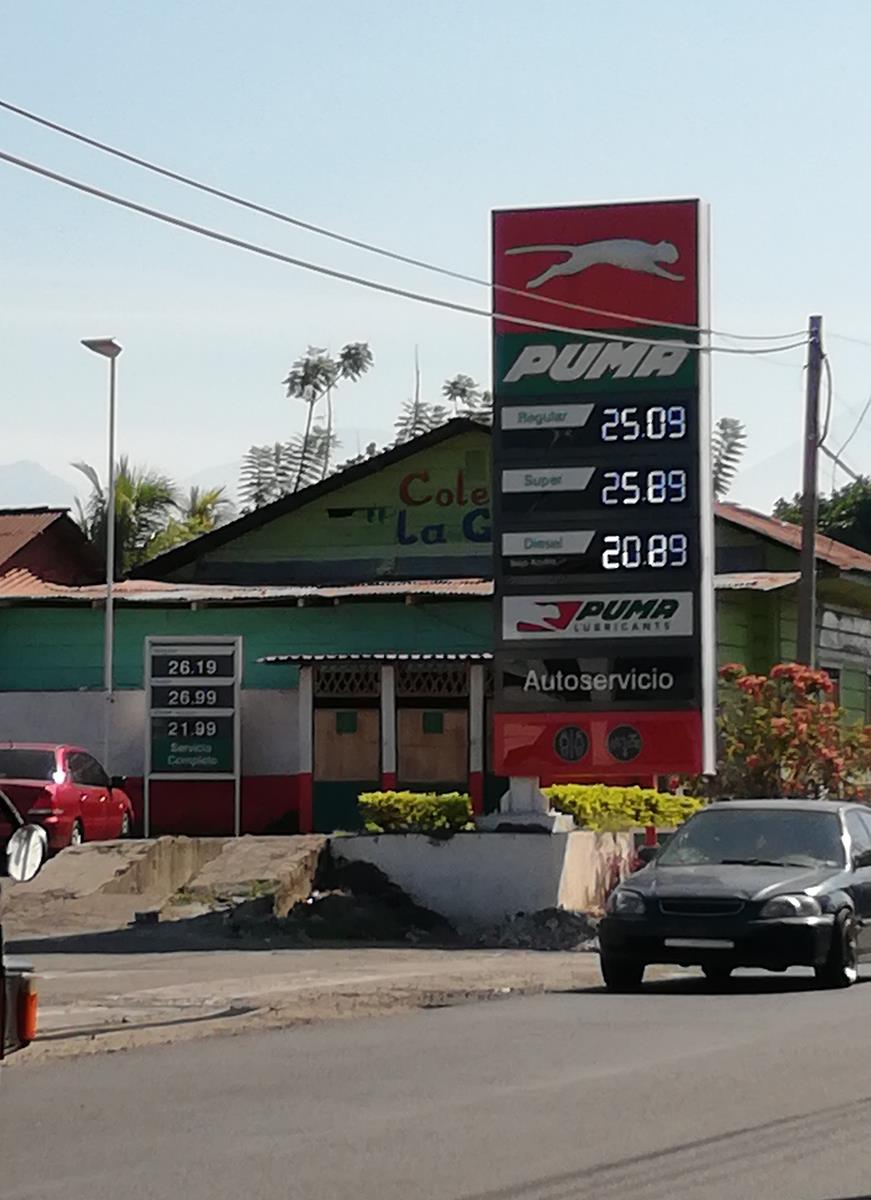 PUMA
Regular 25.09
Super 25.89
Diesel 20.89
PUMA
LUBRICANTS
Autoservicio
Cole
"La G
26.19
26.99
21.99
Servicio
Completo